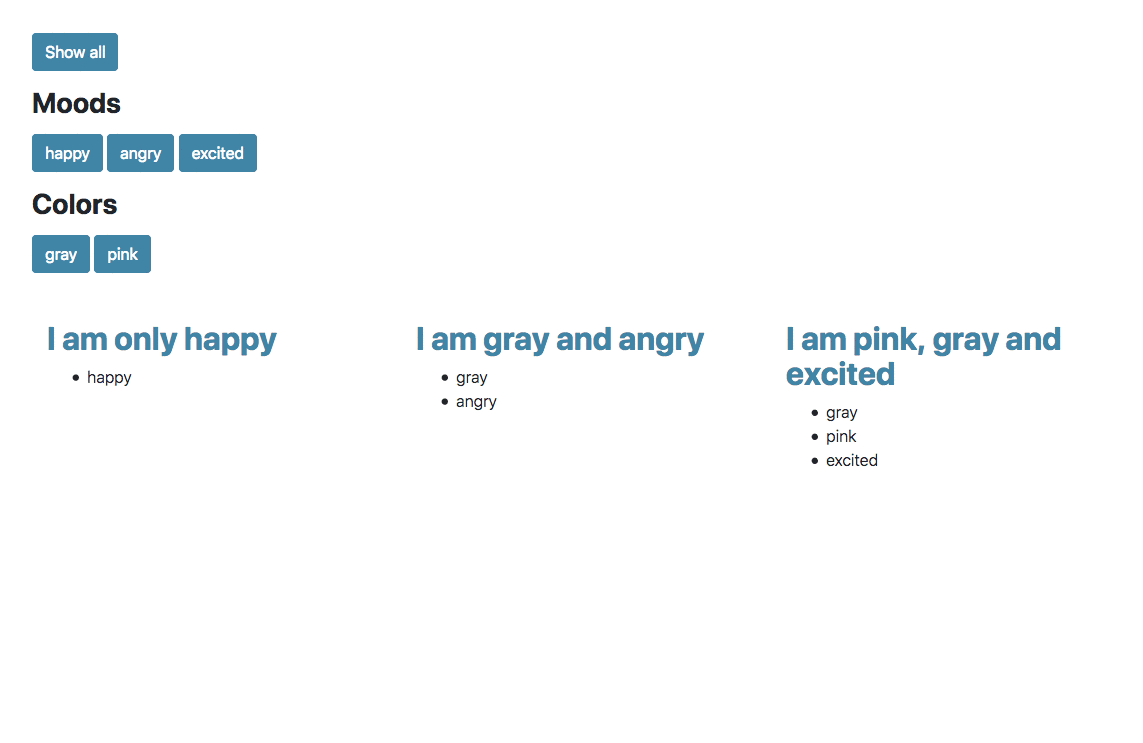 Show all
Moods
happy angry excited
Colors
gray pink
I am only happy
happy
I am gray and angry
gray
angry
I am pink, gray and
excited
gray
pink
excited